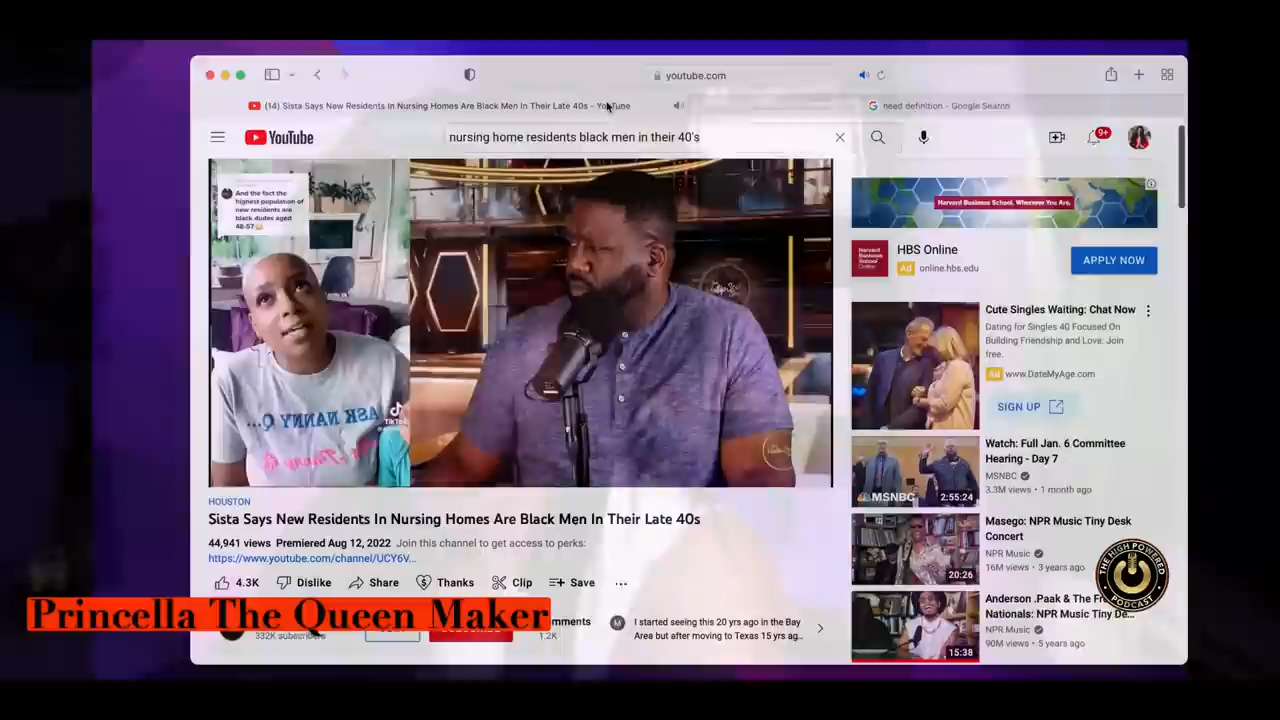 youtube.com
(14) Sista Says New Residents In Nursing Homes Are Black Men In Their Late 40s - YouTube
need definition - Google Search
YouTube
nursing home residents black men in their 40's
9+
And the fact the
highest population of
new residents are
black dudes aged
48-57
ASK NANNY
TikTok
Harvard Business School. Wherever You Are.
Harvard
Business
School
Online
HBS Online
Ad online.hbs.edu
APPLY NOW
Cute Singles Waiting: Chat Now
Dating for Singles 40 Focused On
Building Friendship and Love: Join
free.
Ad www.DateMyAge.com
SIGN UP
Watch: Full Jan. 6 Committee
Hearing - Day 7
MSNBC
3.3M views • 1 month ago
MSNBC
2:55:24
Masego: NPR Music Tiny Desk
Concert
NPR Music
16M views • 3 years ago
20:26
Anderson .Paak & The Fr
Nationals: NPR Music Tiny De...
NPR Music
90M views • 5 years ago
15:38
THE HIGH POWERED
PODCAST
HOUSTON
Sista Says New Residents In Nursing Homes Are Black Men In Their Late 40s
44,941 views Premiered Aug 12, 2022 Join this channel to get access to perks:
https://www.youtube.com/channel/UCY6V...
4.3K Dislike Share Thanks Clip Save ...
Princella The Queen Maker
332K subscribers
1.2K
M
I started seeing this 20 yrs ago in the Bay
Area but after moving to Texas 15 yrs ag...